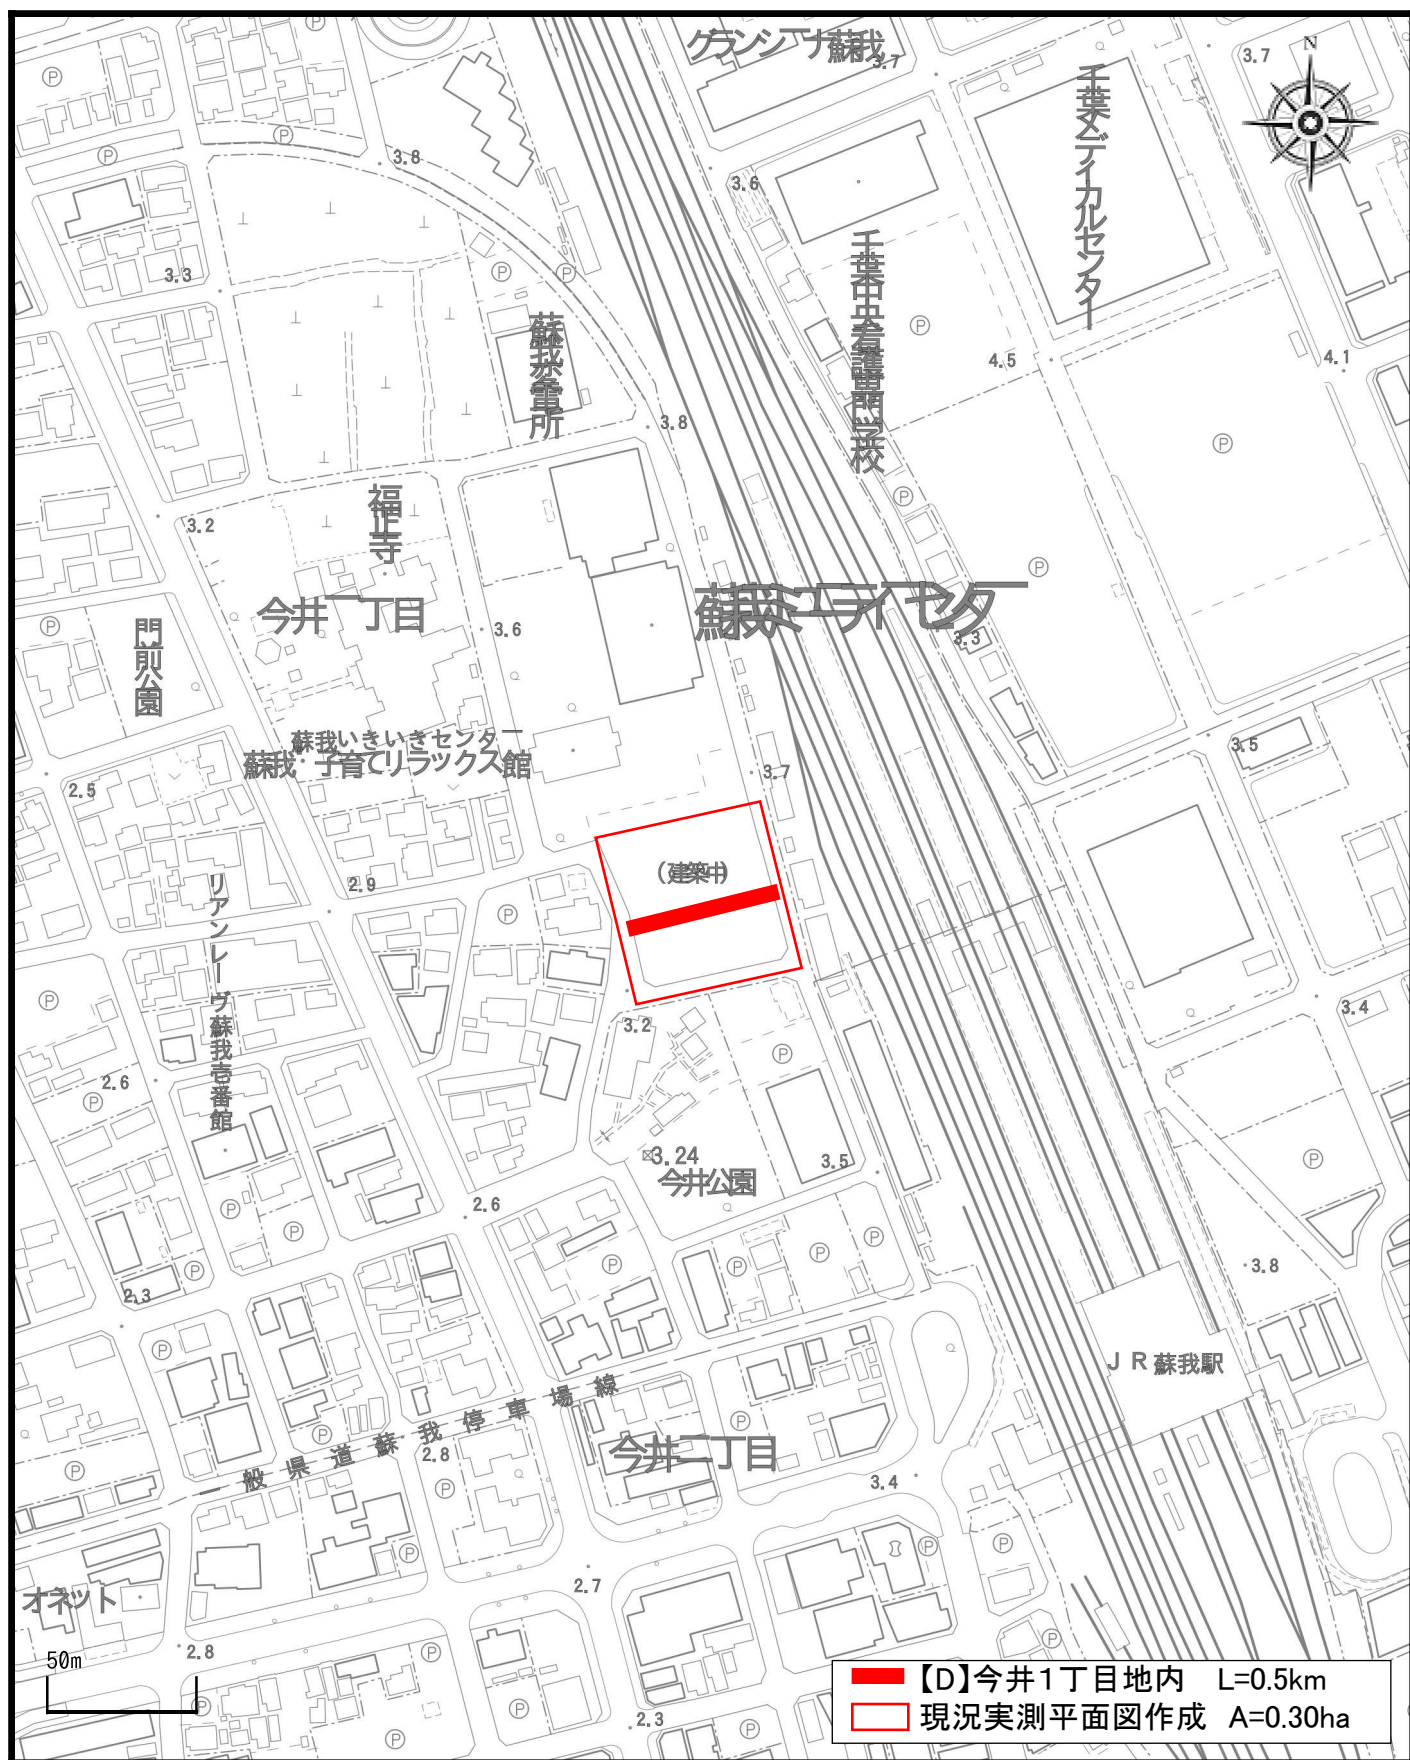 グランシーナ蘇我
3.7
3.7
N
千葉メディカルセンター
P
P
P
3.8
3.6
千葉中央看護専門学校
3.3
P
P
P
蘇我変電所
4.5
4.1
3.8
P
福正寺
P
3.2
P
今井一丁目
蘇我コミュニティセンター
P
門前公園
3.6
3.3
蘇我いきいきセンター
蘇我・子育てリラックス館
3.5
3.7
2.5
(建築中)
2.9
リアンレーヴ蘇我壱番館
P
P
3.4
3.2
P
2.6
P
3.24
今井公園
3.5
P
2.6
P
P
P
P
P
P
P
3.8
2.3
P
JR蘇我駅
一般県道蘇我停車場線
P
P
今井二丁目
2.8
P
P
3.4
P
P
P
2.7
オネット
2.8
P
P
50m
P
P
2.3
P
P
【D】今井1丁目地内 L=0.5km
現況実測平面図作成 A=0.30ha